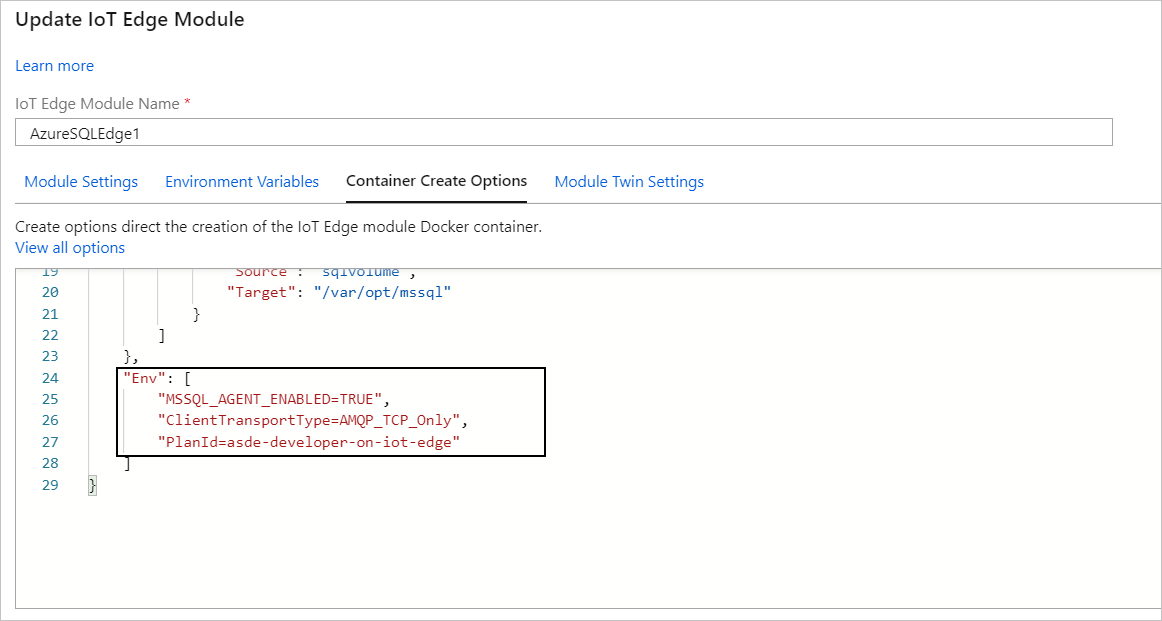 Update IoT Edge Module
Learn more
IoT Edge Module Name *
AzureSQLEdge1
Module Settings Environment Variables Container Create Options Module Twin Settings
Create options direct the creation of the IoT Edge module Docker container.
View all options
19 "Source": "sqlvolume",
20 "Target": "/var/opt/mssql"
21 }
22 ]
23 },
24 "Env": [
25 "MSSQL_AGENT_ENABLED=TRUE",
26 "ClientTransportType=AMQP_TCP_Only",
27 "PlanId=asde-developer-on-iot-edge"
28 ]
29 }